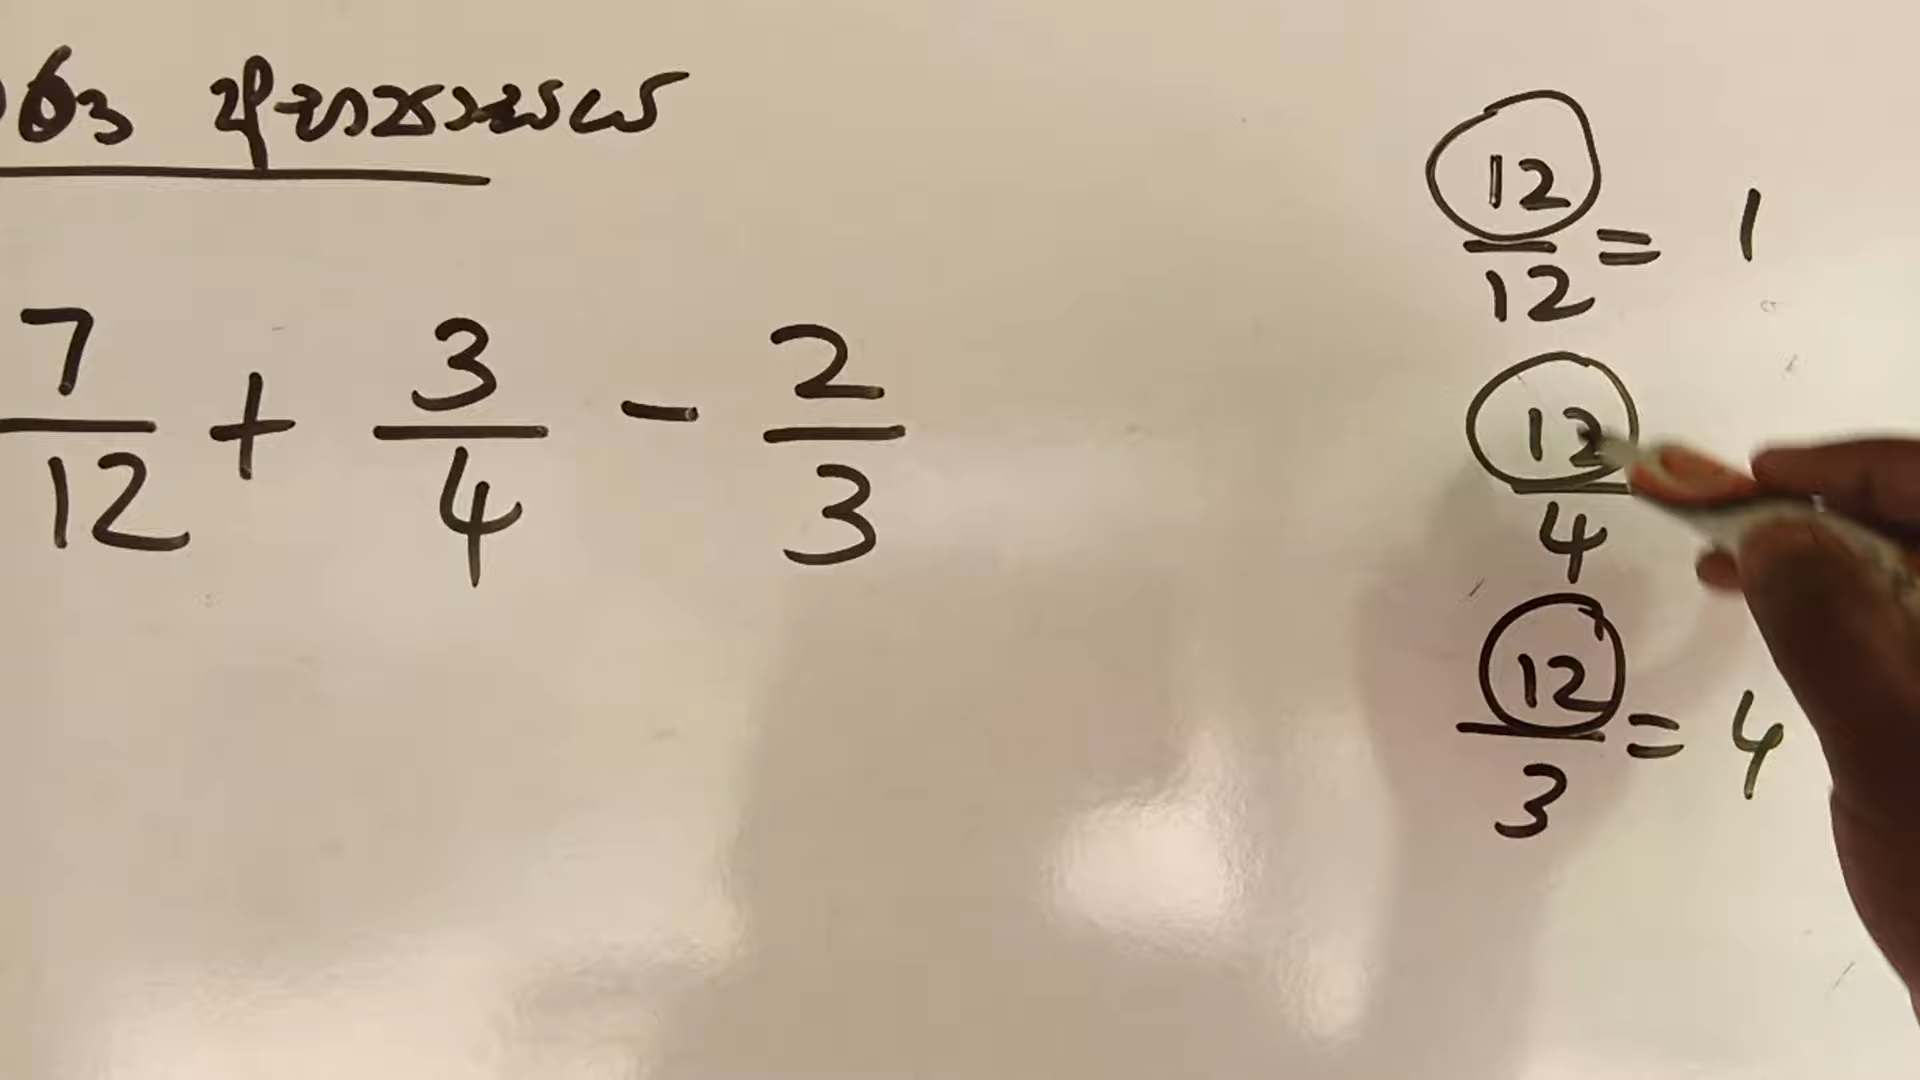 7/12 + 3/4 - 2/3
12/12 = 1
12/4
12/3 = 4